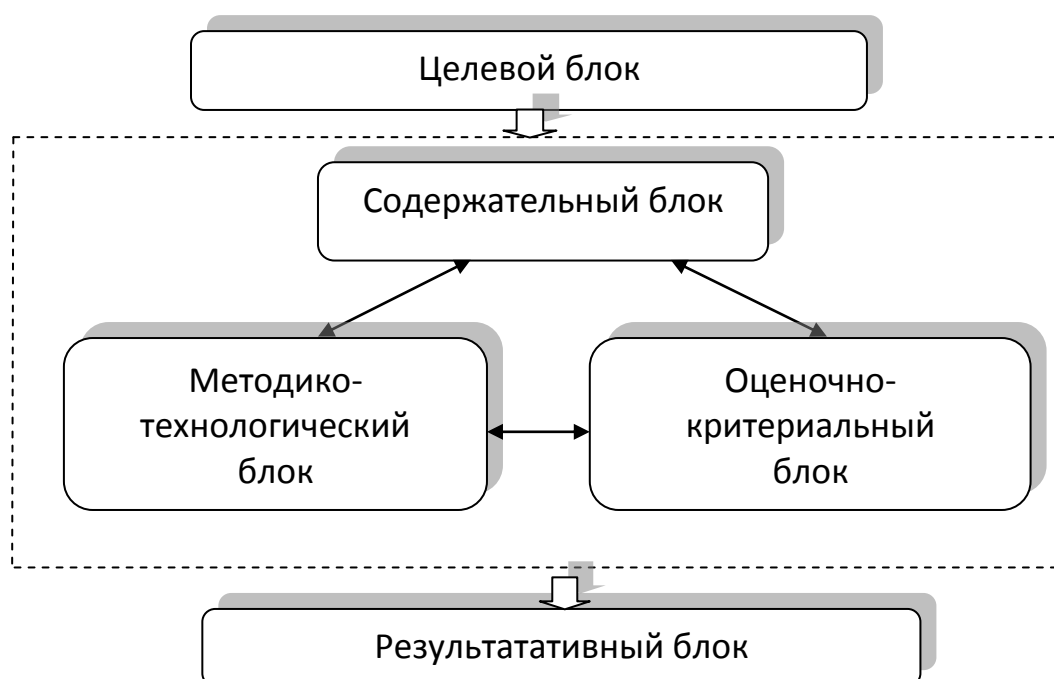 Целевой блок
Содержательный блок
Методико-
технологический
блок
Оценочно-
критериальный
блок
Результатативный блок